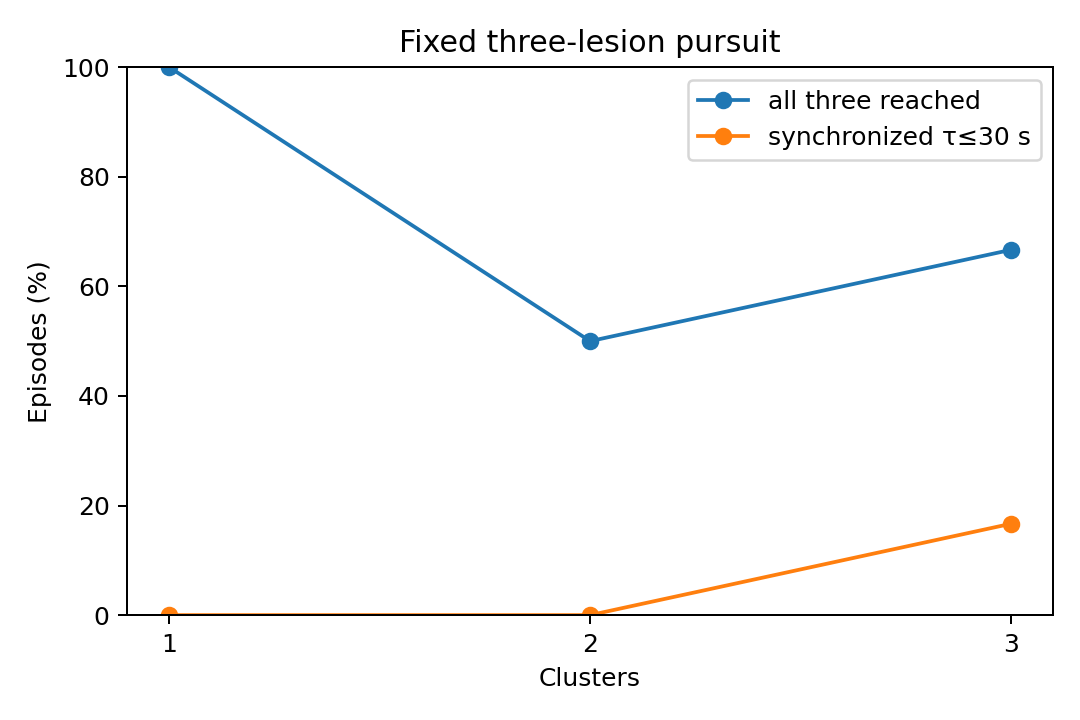 Fixed three-lesion pursuit
all three reached
synchronized τ≤30 s
Episodes (%)
100
80
60
40
20
0
1 2 3
Clusters